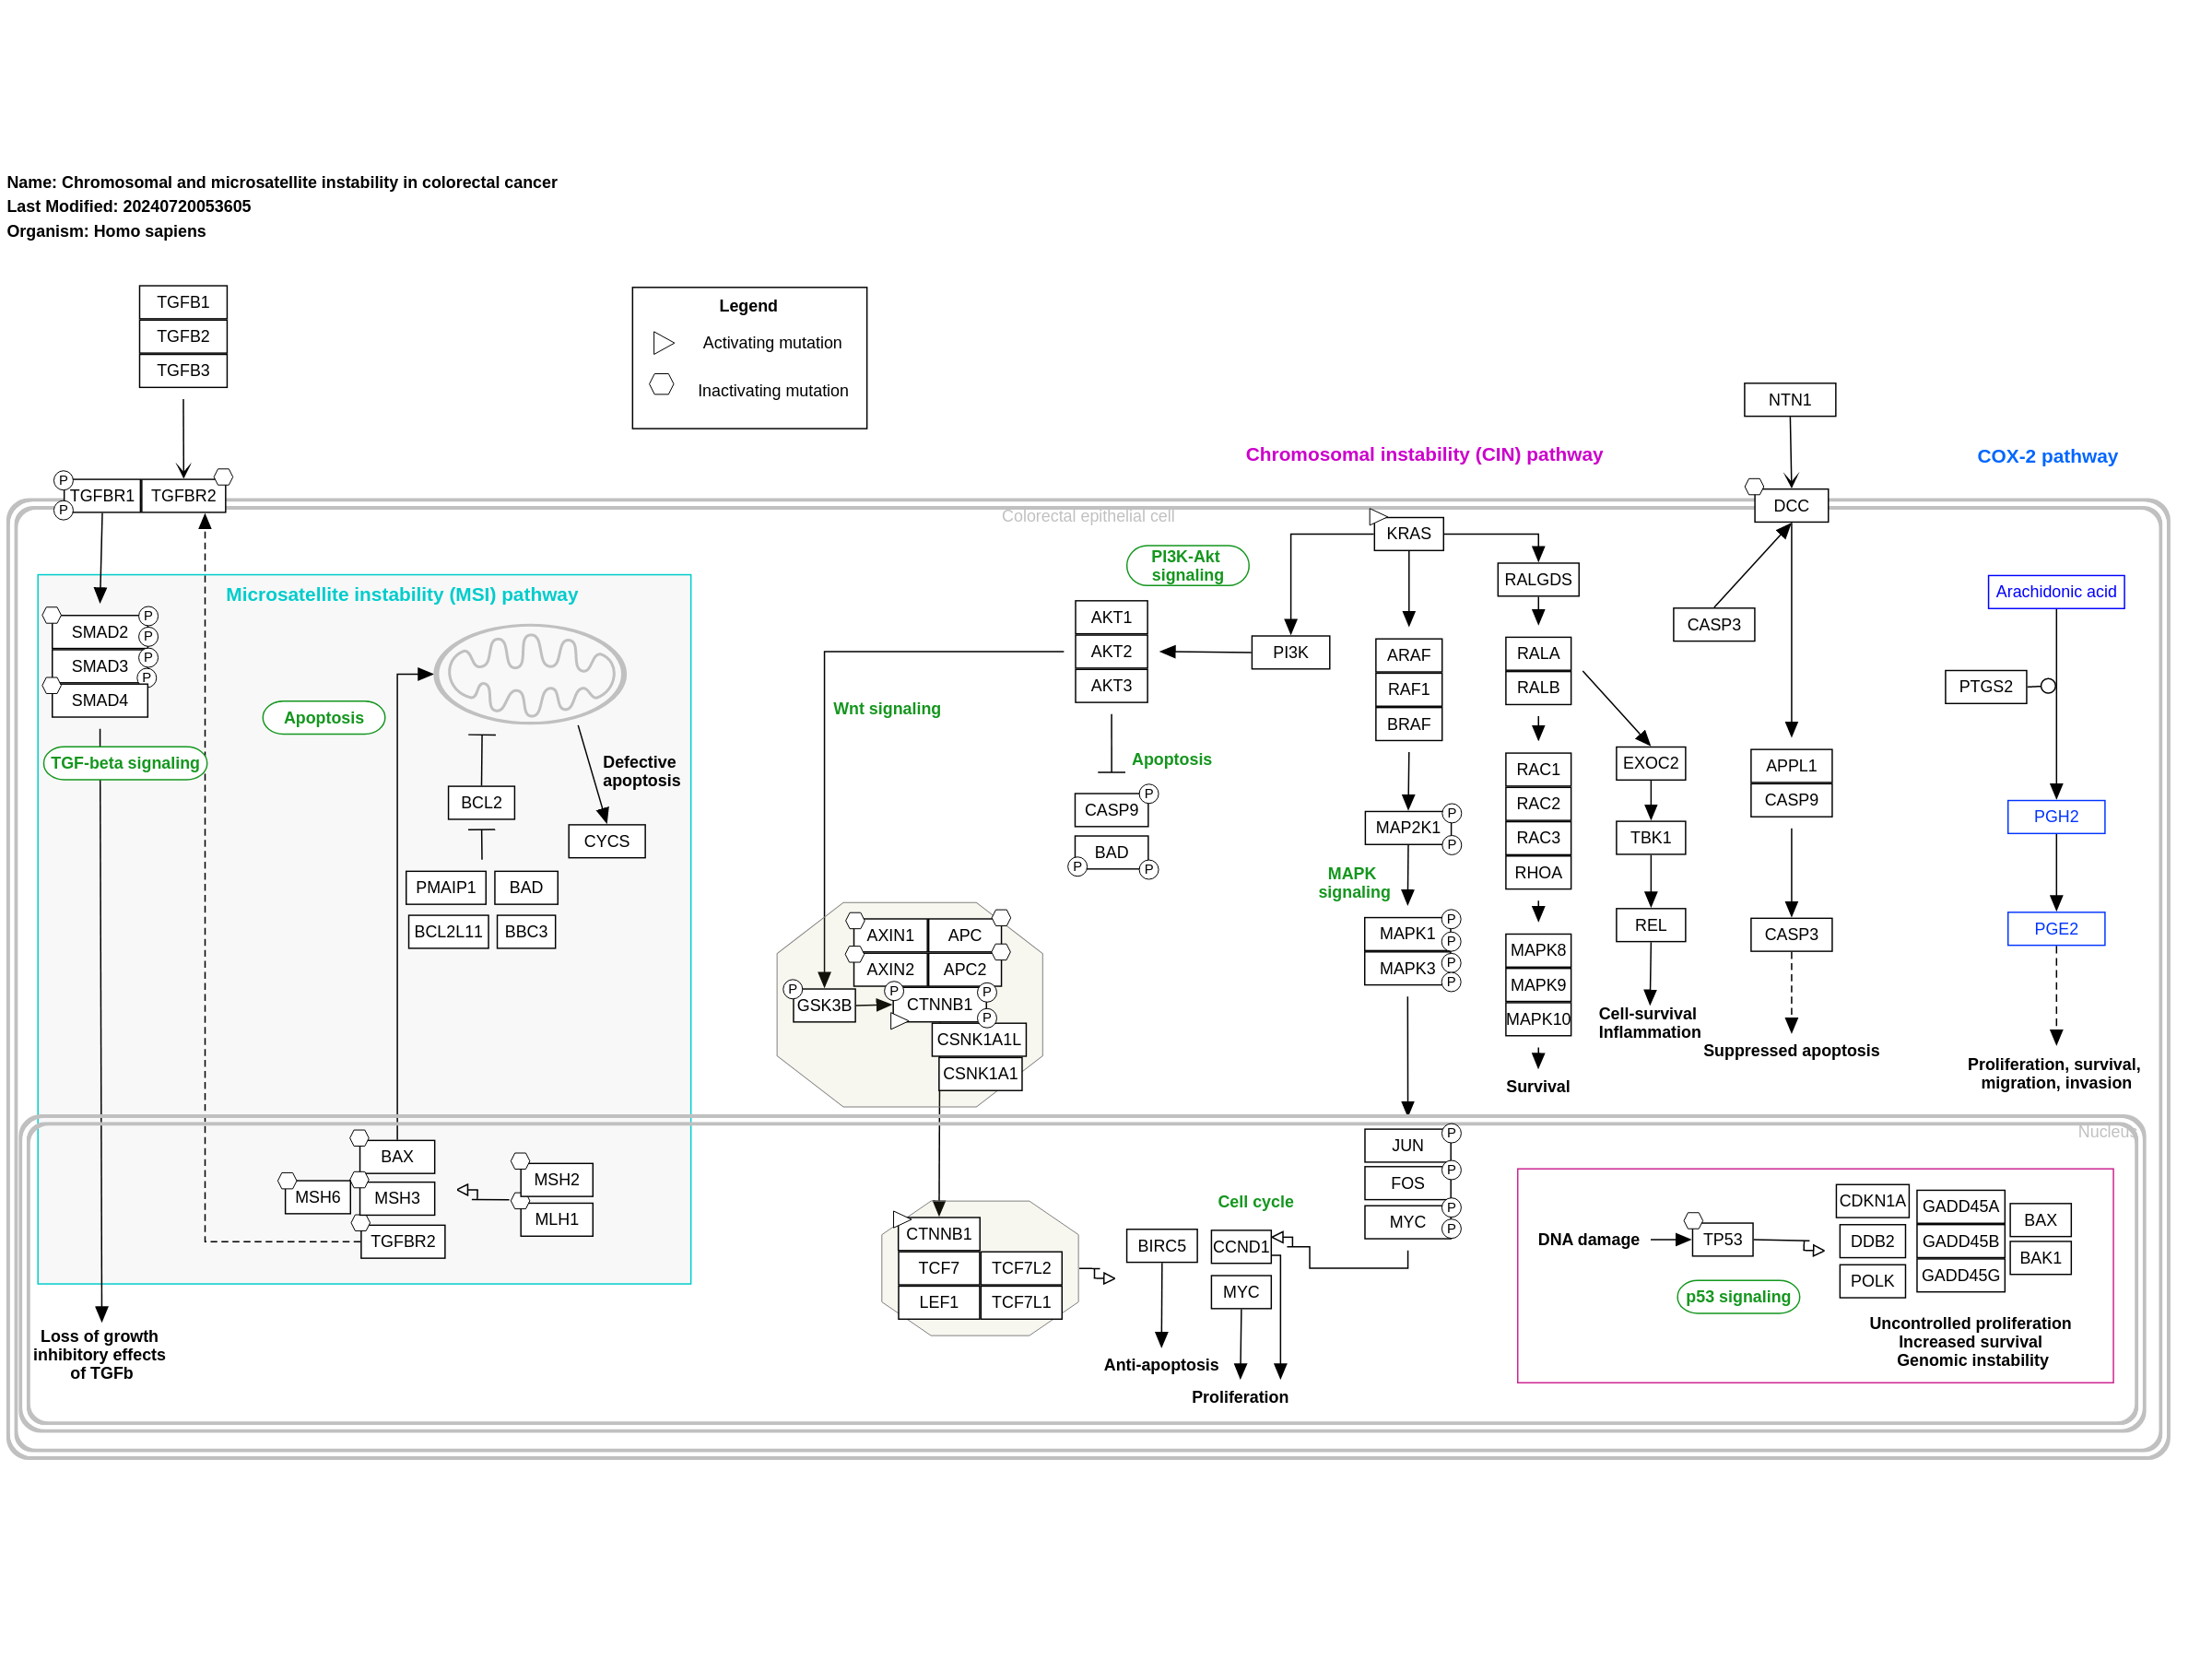 Name: Chromosomal and microsatellite instability in colorectal cancer
Last Modified: 20240720053605
Organism: Homo sapiens
TGFB1
TGFB2
TGFB3
Legend
Activating mutation
Inactivating mutation
NTN1
Chromosomal instability (CIN) pathway
COX-2 pathway
P
P
TGFBR1
TGFBR2
DCC
Colorectal epithelial cell
KRAS
PI3K-Akt
signaling
RALGDS
Arachidonic acid
Microsatellite instability (MSI) pathway
SMAD2
SMAD3
SMAD4
P
P
P
P
TGF-beta signaling
Apoptosis
Defective
apoptosis
BCL2
CYCS
PMAIP1
BAD
BCL2L11
BBC3
AKT1
AKT2
AKT3
PI3K
Wnt signaling
Apoptosis
CASP9
P
BAD
P
P
ARAF
RAF1
BRAF
MAP2K1
P
P
MAPK
signaling
MAPK1
MAPK3
P
P
P
P
RALA
RALB
RAC1
RAC2
RAC3
RHOA
MAPK8
MAPK9
MAPK10
Survival
EXOC2
TBK1
REL
Cell-survival
Inflammation
CASP3
APPL1
CASP9
CASP3
Suppressed apoptosis
PTGS2
PGH2
PGE2
Proliferation, survival,
migration, invasion
AXIN1
APC
AXIN2
APC2
P
GSK3B
P
CTNNB1
P
P
CSNK1A1L
CSNK1A1
Nucleus
BAX
MSH6
MSH3
TGFBR2
MSH2
MLH1
Loss of growth
inhibitory effects
of TGFb
CTNNB1
TCF7
TCF7L2
LEF1
TCF7L1
BIRC5
Cell cycle
CCND1
MYC
Anti-apoptosis
Proliferation
JUN
FOS
MYC
P
P
P
P
DNA damage
TP53
p53 signaling
CDKN1A
DDB2
POLK
GADD45A
GADD45B
GADD45G
BAX
BAK1
Uncontrolled proliferation
Increased survival
Genomic instability